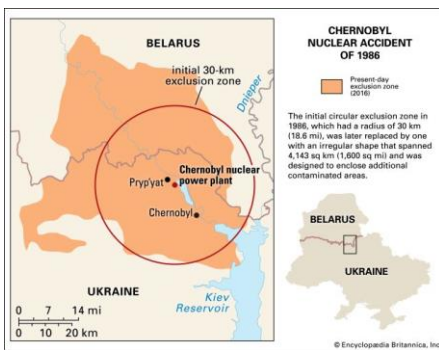 BELARUS
initial 30-km
exclusion zone
Dnieper
Chernobyl nuclear
power plant
Pryp'yat
Chernobyl
UKRAINE
Kiev
Reservoir
0 7 14 mi
0 10 20 km
CHERNOBYL
NUCLEAR ACCIDENT
OF 1986
Present-day
exclusion zone
(2016)
The initial circular exclusion zone in
1986, which had a radius of 30 km
(18.6 mi), was later replaced by one
with an irregular shape that spanned
4,143 sq km (1,600 sq mi) and was
designed to enclose additional
contaminated areas.
BELARUS
UKRAINE
© Encyclopædia Britannica, Inc